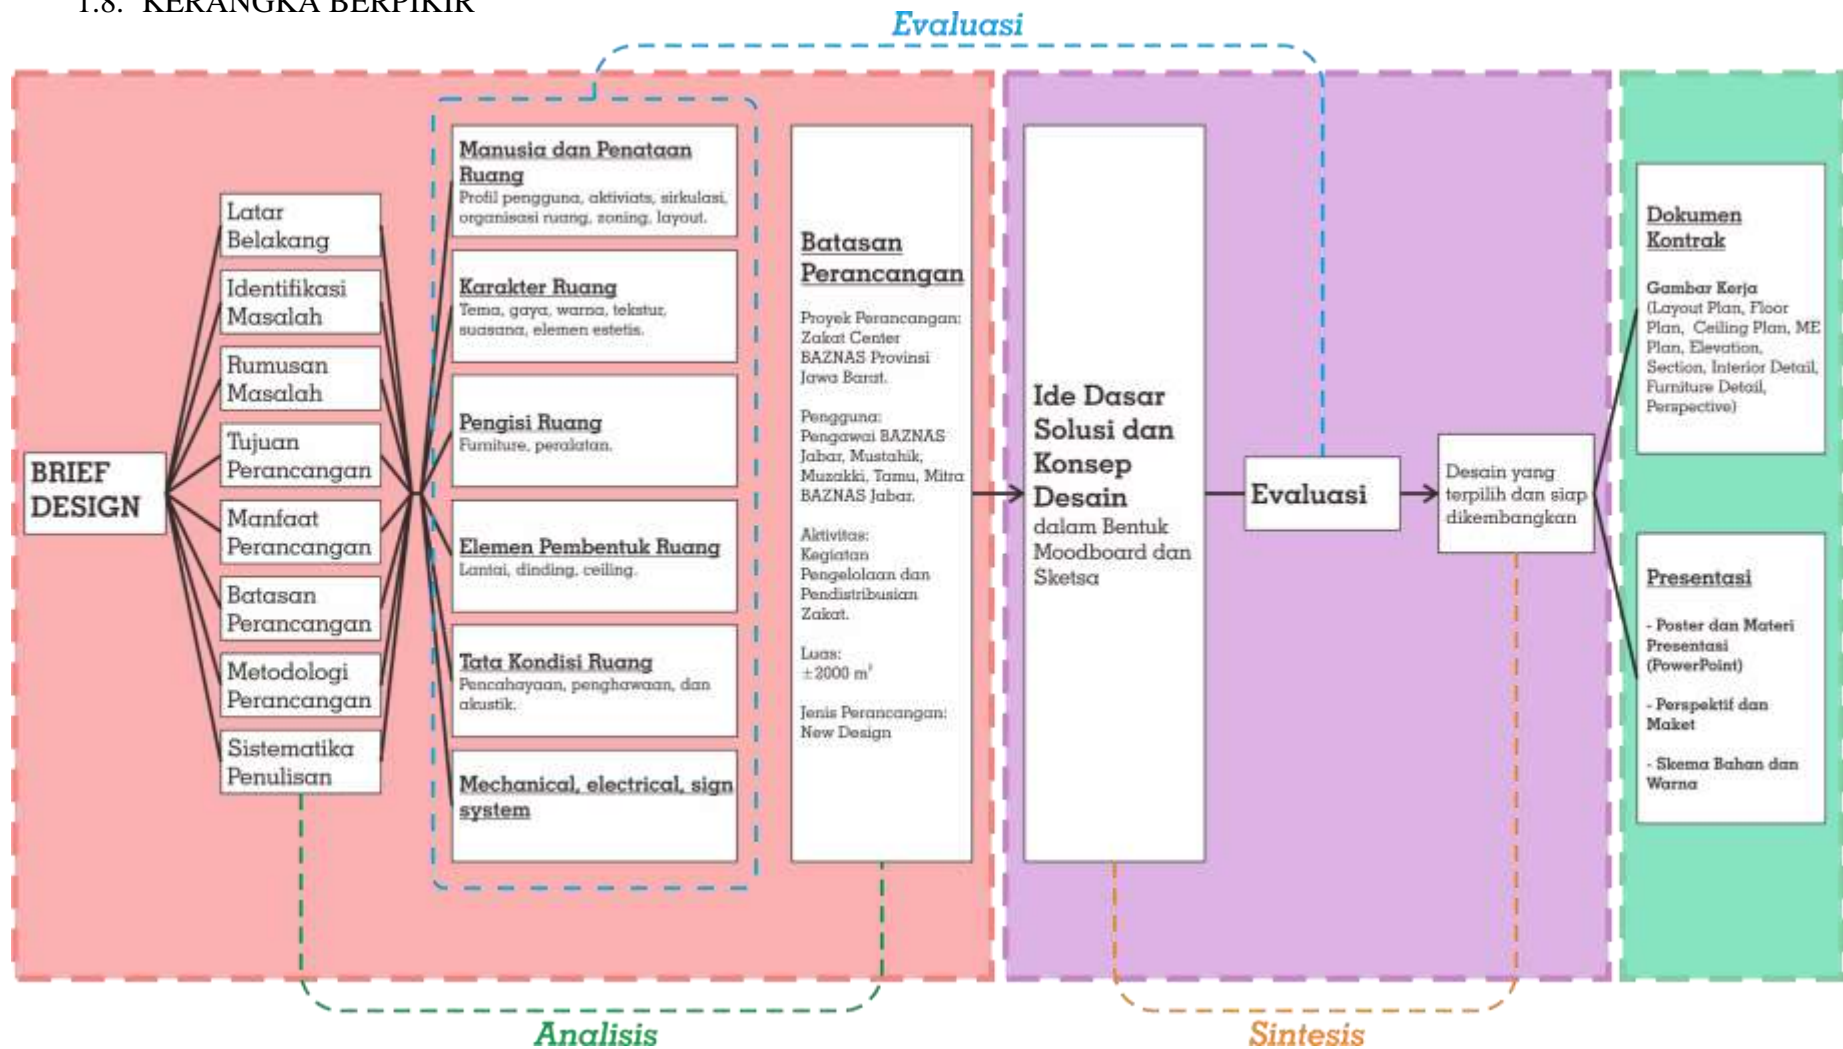 1.8. KERANGKA BERPIKIR
Evaluasi
BRIEF
DESIGN
Latar
Belakang
Identifikasi
Masalah
Rumusan
Masalah
Tujuan
Perancangan
Manfaat
Perancangan
Batasan
Perancangan
Metodologi
Perancangan
Sistematika
Penulisan
Manusia dan Penataan
Ruang
Profil pengguna, aktiviats, sirkulasi,
organisasi ruang, zoning, layout.
Karakter Ruang
Tema, gaya, warna, tekstur,
suasana, elemen estetis.
Pengisi Ruang
Furniture, peralatan.
Elemen Pembentuk Ruang
Lantai, dinding, ceiling.
Tata Kondisi Ruang
Pencahayaan, penghawaan, dan
akustik.
Mechanical, electrical, sign
system
Batasan
Perancangan
Proyek Perancangan:
Zakat Center
BAZNAS Provinsi
Jawa Barat.
Pengguna:
Pengawai BAZNAS
Jabar, Mustahik,
Muzakki, Tamu, Mitra
BAZNAS Jabar.
Aktivitas:
Kegiatan
Pengelolaan dan
Pendistribusian
Zakat.
Luas:
±2000 m²
Jenis Perancangan:
New Design
Ide Dasar
Solusi dan
Konsep
Desain
dalam Bentuk
Moodboard dan
Sketsa
Evaluasi
Desain yang
terpilih dan siap
dikembangkan
Dokumen
Kontrak
Gambar Kerja
(Layout Plan, Floor
Plan, Ceiling Plan, ME
Plan, Elevation,
Section, Interior Detail,
Furniture Detail,
Perspective)
Presentasi
- Poster dan Materi
Presentasi
(PowerPoint)
- Perspektif dan
Maket
- Skema Bahan dan
Warna
Analisis
Sintesis